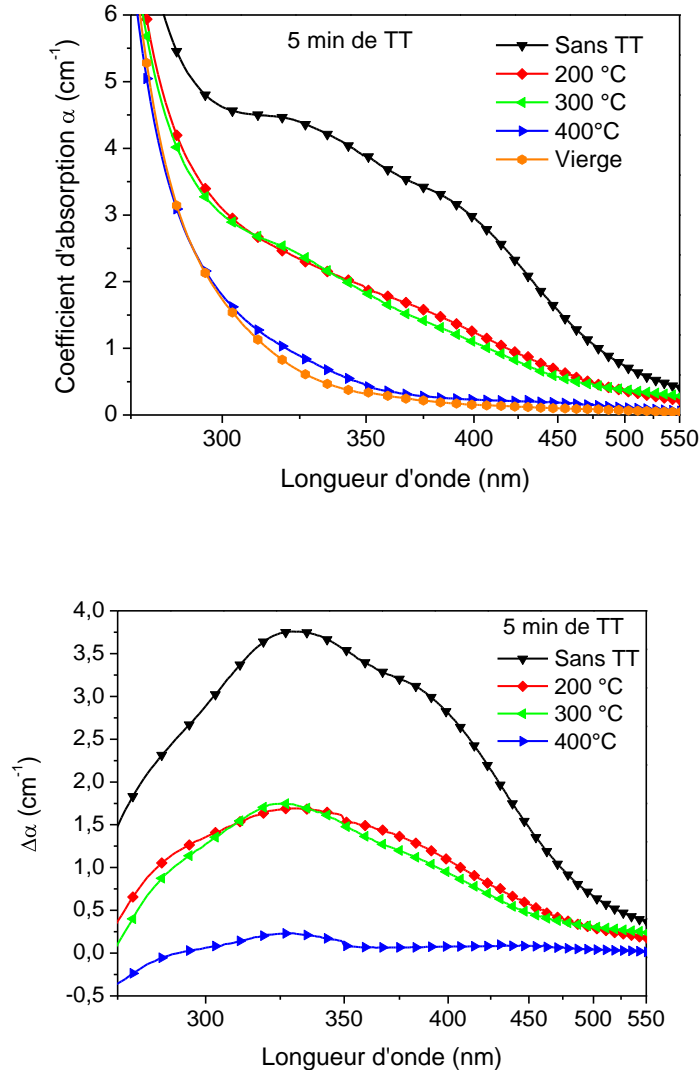 6
5
4
3
2
1
0
Coefficient d'absorption α (cm⁻¹)
5 min de TT
Sans TT
200 °C
300 °C
400°C
Vierge
300
350
400
450
500
550
Longueur d'onde (nm)
4,0
3,5
3,0
2,5
2,0
1,5
1,0
0,5
0,0
-0,5
Δα (cm⁻¹)
5 min de TT
Sans TT
200 °C
300 °C
400°C
300
350
400
450
500
550
Longueur d'onde (nm)